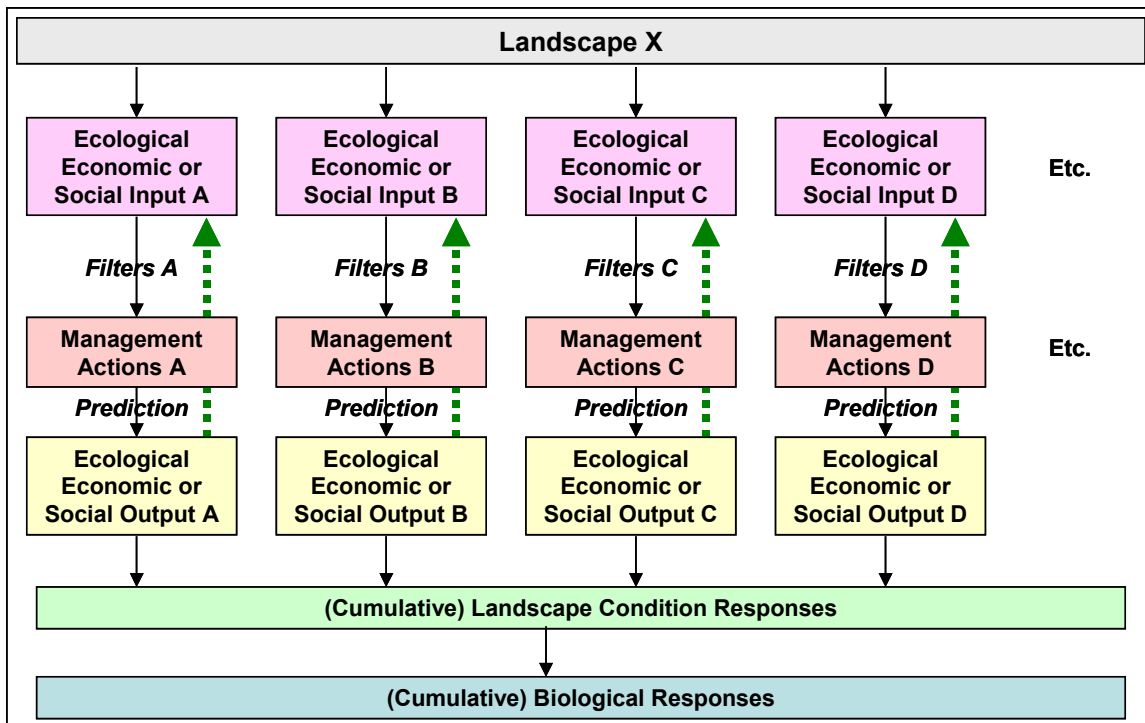 Landscape X
Ecological
Economic or
Social Input A
Ecological
Economic or
Social Input B
Ecological
Economic or
Social Input C
Ecological
Economic or
Social Input D
Etc.
Filters A
Filters B
Filters C
Filters D
Management
Actions A
Management
Actions B
Management
Actions C
Management
Actions D
Etc.
Prediction
Prediction
Prediction
Prediction
Ecological
Economic or
Social Output A
Ecological
Economic or
Social Output B
Ecological
Economic or
Social Output C
Ecological
Economic or
Social Output D
(Cumulative) Landscape Condition Responses
(Cumulative) Biological Responses